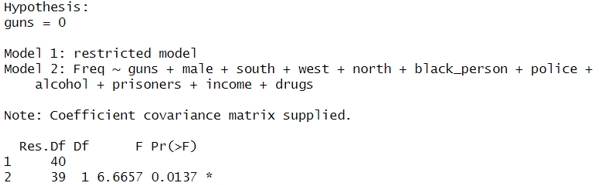 Hypothesis:
guns = 0
Model 1: restricted model
Model 2: Freq ~ guns + male + south + west + north + black_person + police +
alcohol + prisoners + income + drugs
Note: Coefficient covariance matrix supplied.
Res.Df Df F Pr(>F)
1 40
2 39 1 6.6657 0.0137 *